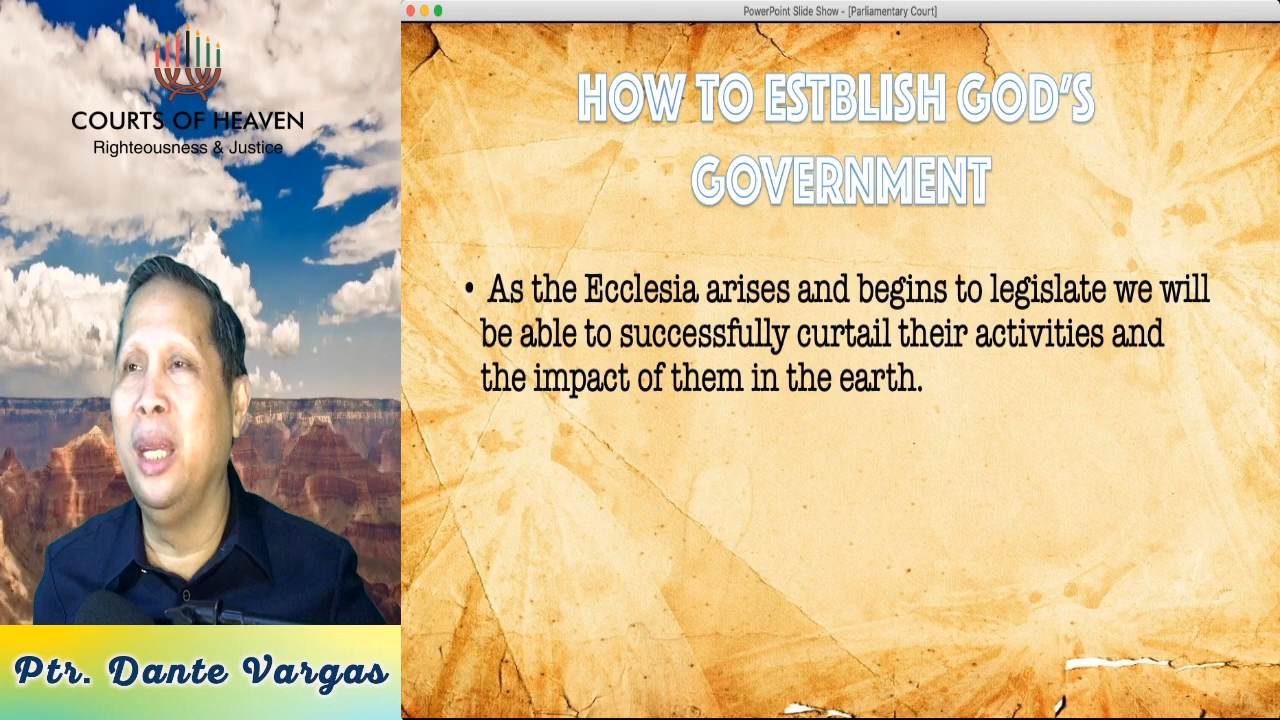 COURTS OF HEAVEN
Righteousness & Justice
Ptr. Dante Vargas
PowerPoint Slide Show - [Parliamentary Court]
HOW TO ESTBLISH GOD'S
GOVERNMENT
• As the Ecclesia arises and begins to legislate we will
be able to successfully curtail their activities and
the impact of them in the earth.